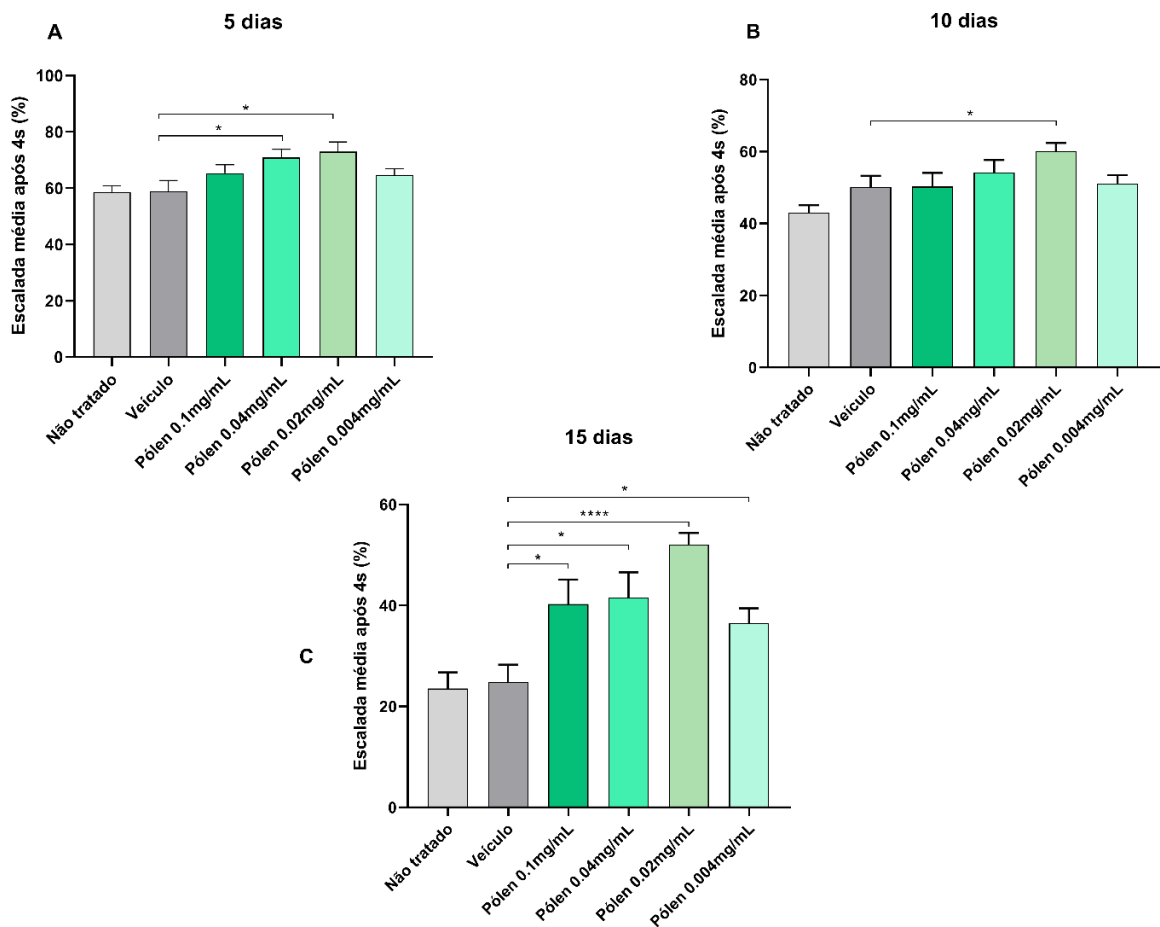 A
5 dias
Escalada média após 4s (%)
100
80
60
40
20
0
*
*
Não tratado
Veículo
Pólen 0.1mg/mL
Pólen 0.04mg/mL
Pólen 0.02mg/mL
Pólen 0.004mg/mL
B
10 dias
Escalada média após 4s (%)
80
60
40
20
0
*
Não tratado
Veículo
Pólen 0.1mg/mL
Pólen 0.04mg/mL
Pólen 0.02mg/mL
Pólen 0.004mg/mL
C
15 dias
Escalada média após 4s (%)
60
40
20
0
*
****
*
*
Não tratado
Veículo
Pólen 0.1mg/mL
Pólen 0.04mg/mL
Pólen 0.02mg/mL
Pólen 0.004mg/mL